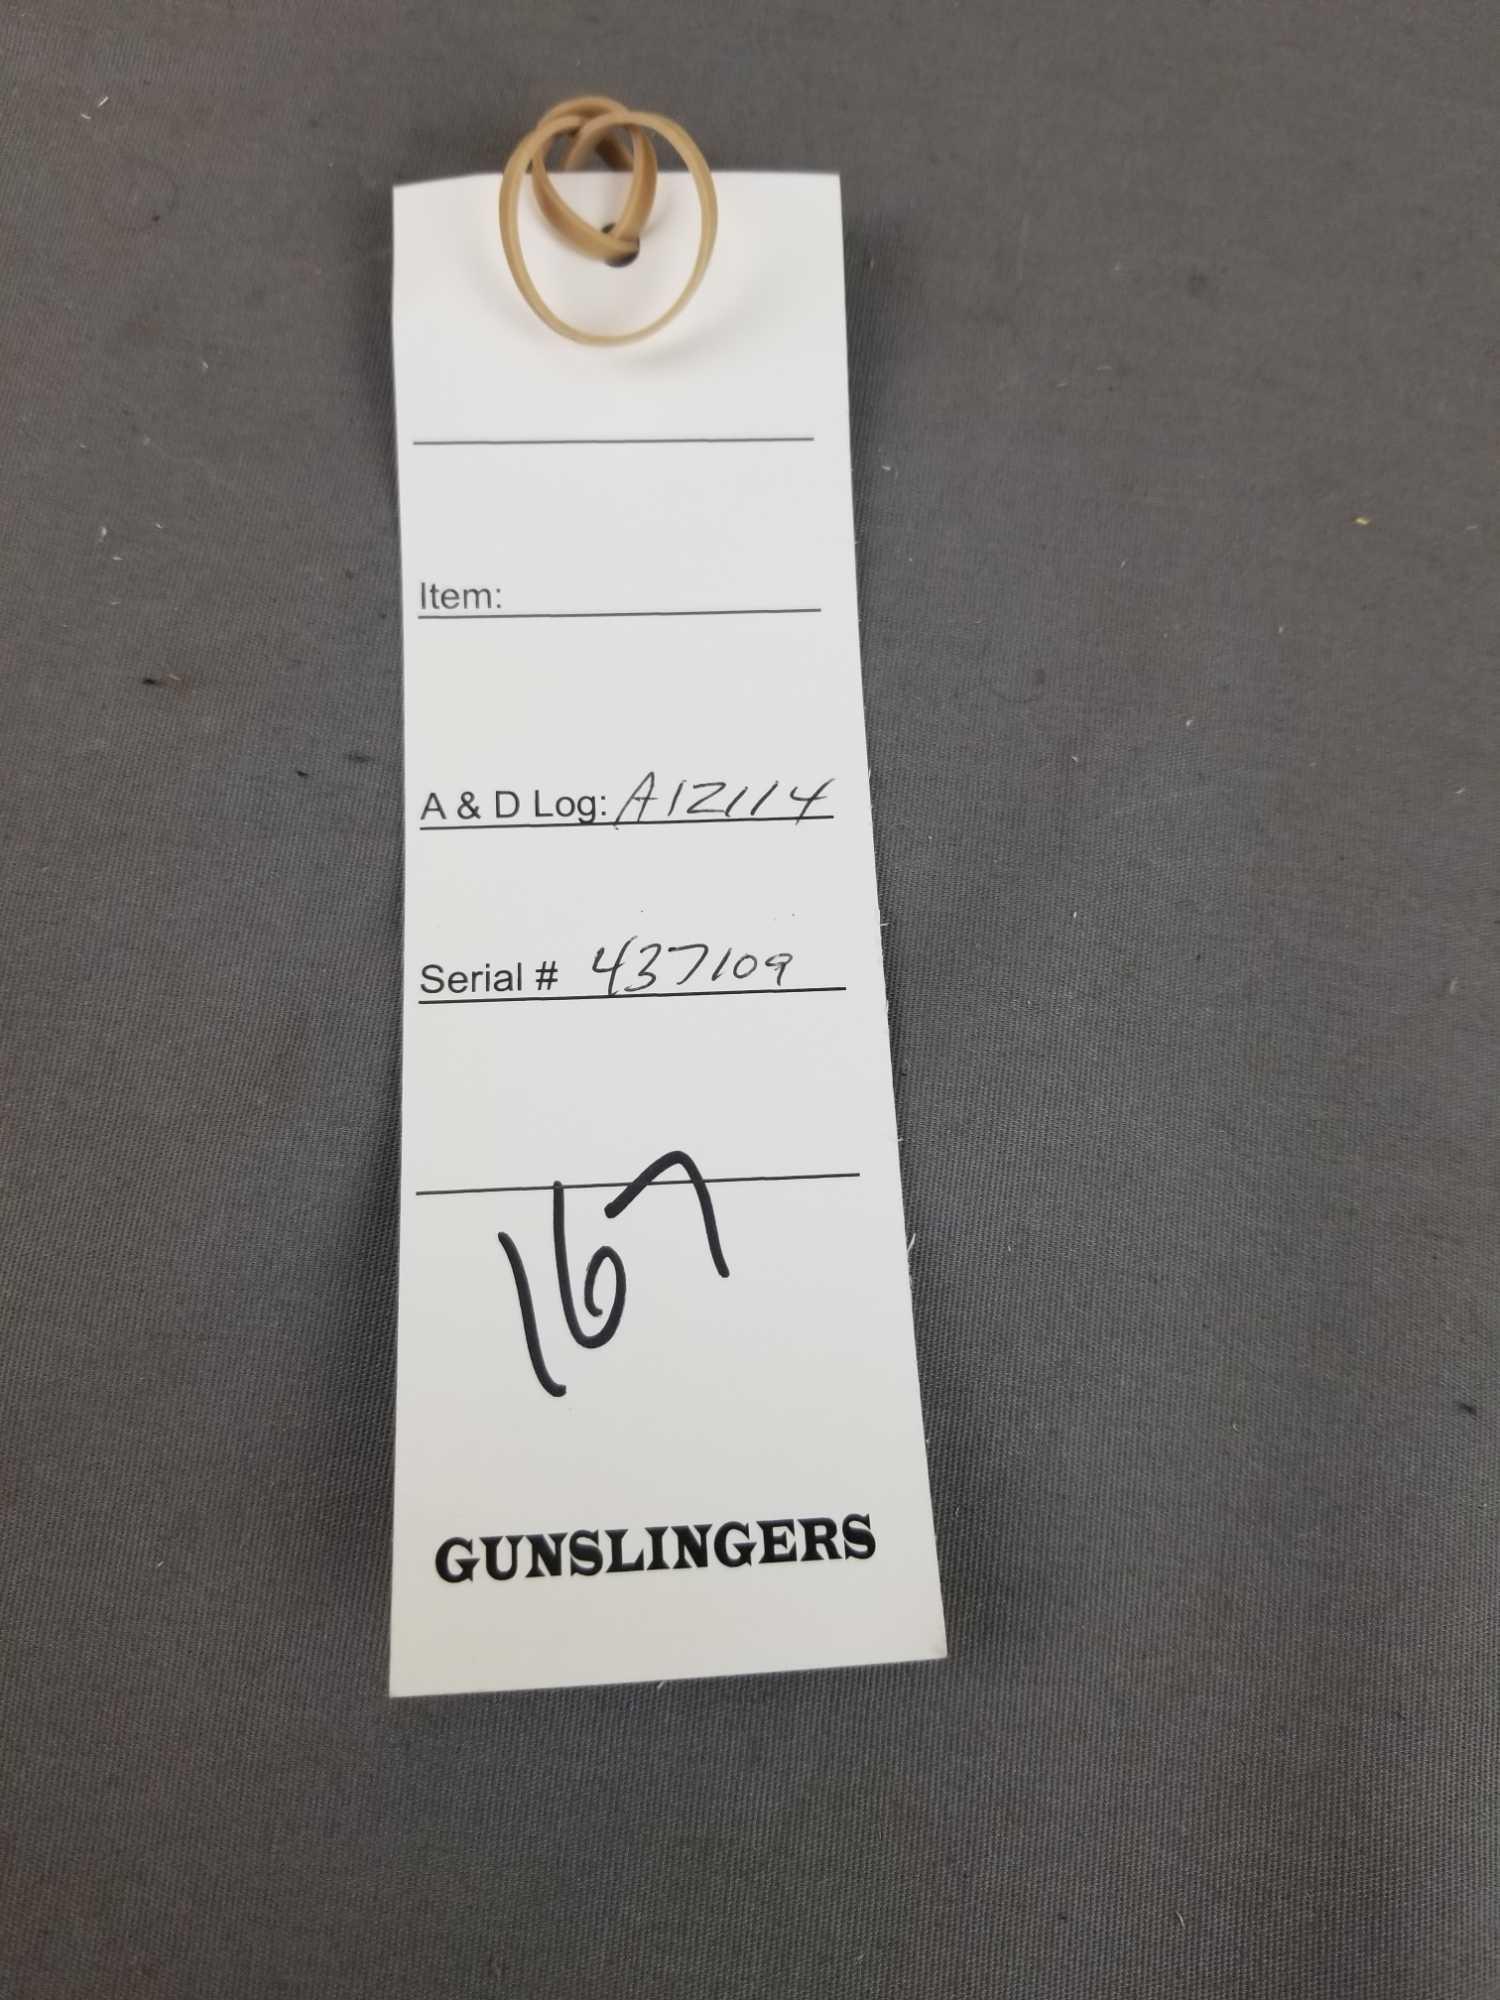 Item:
A & D Log: A12114
Serial # 437109
167
GUNSLINGERS